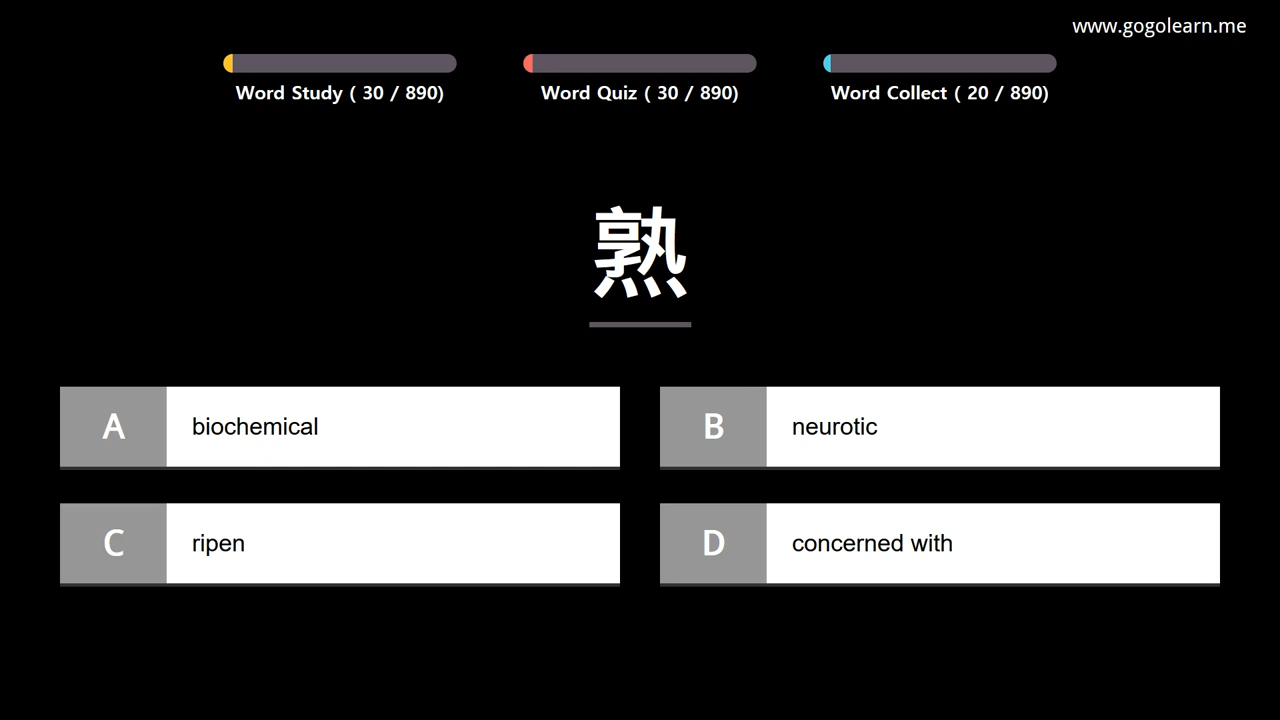 www.gogolearn.me
Word Study ( 30 / 890)
Word Quiz ( 30 / 890)
Word Collect ( 20 / 890)
熟
A biochemical
B neurotic
C ripen
D concerned with